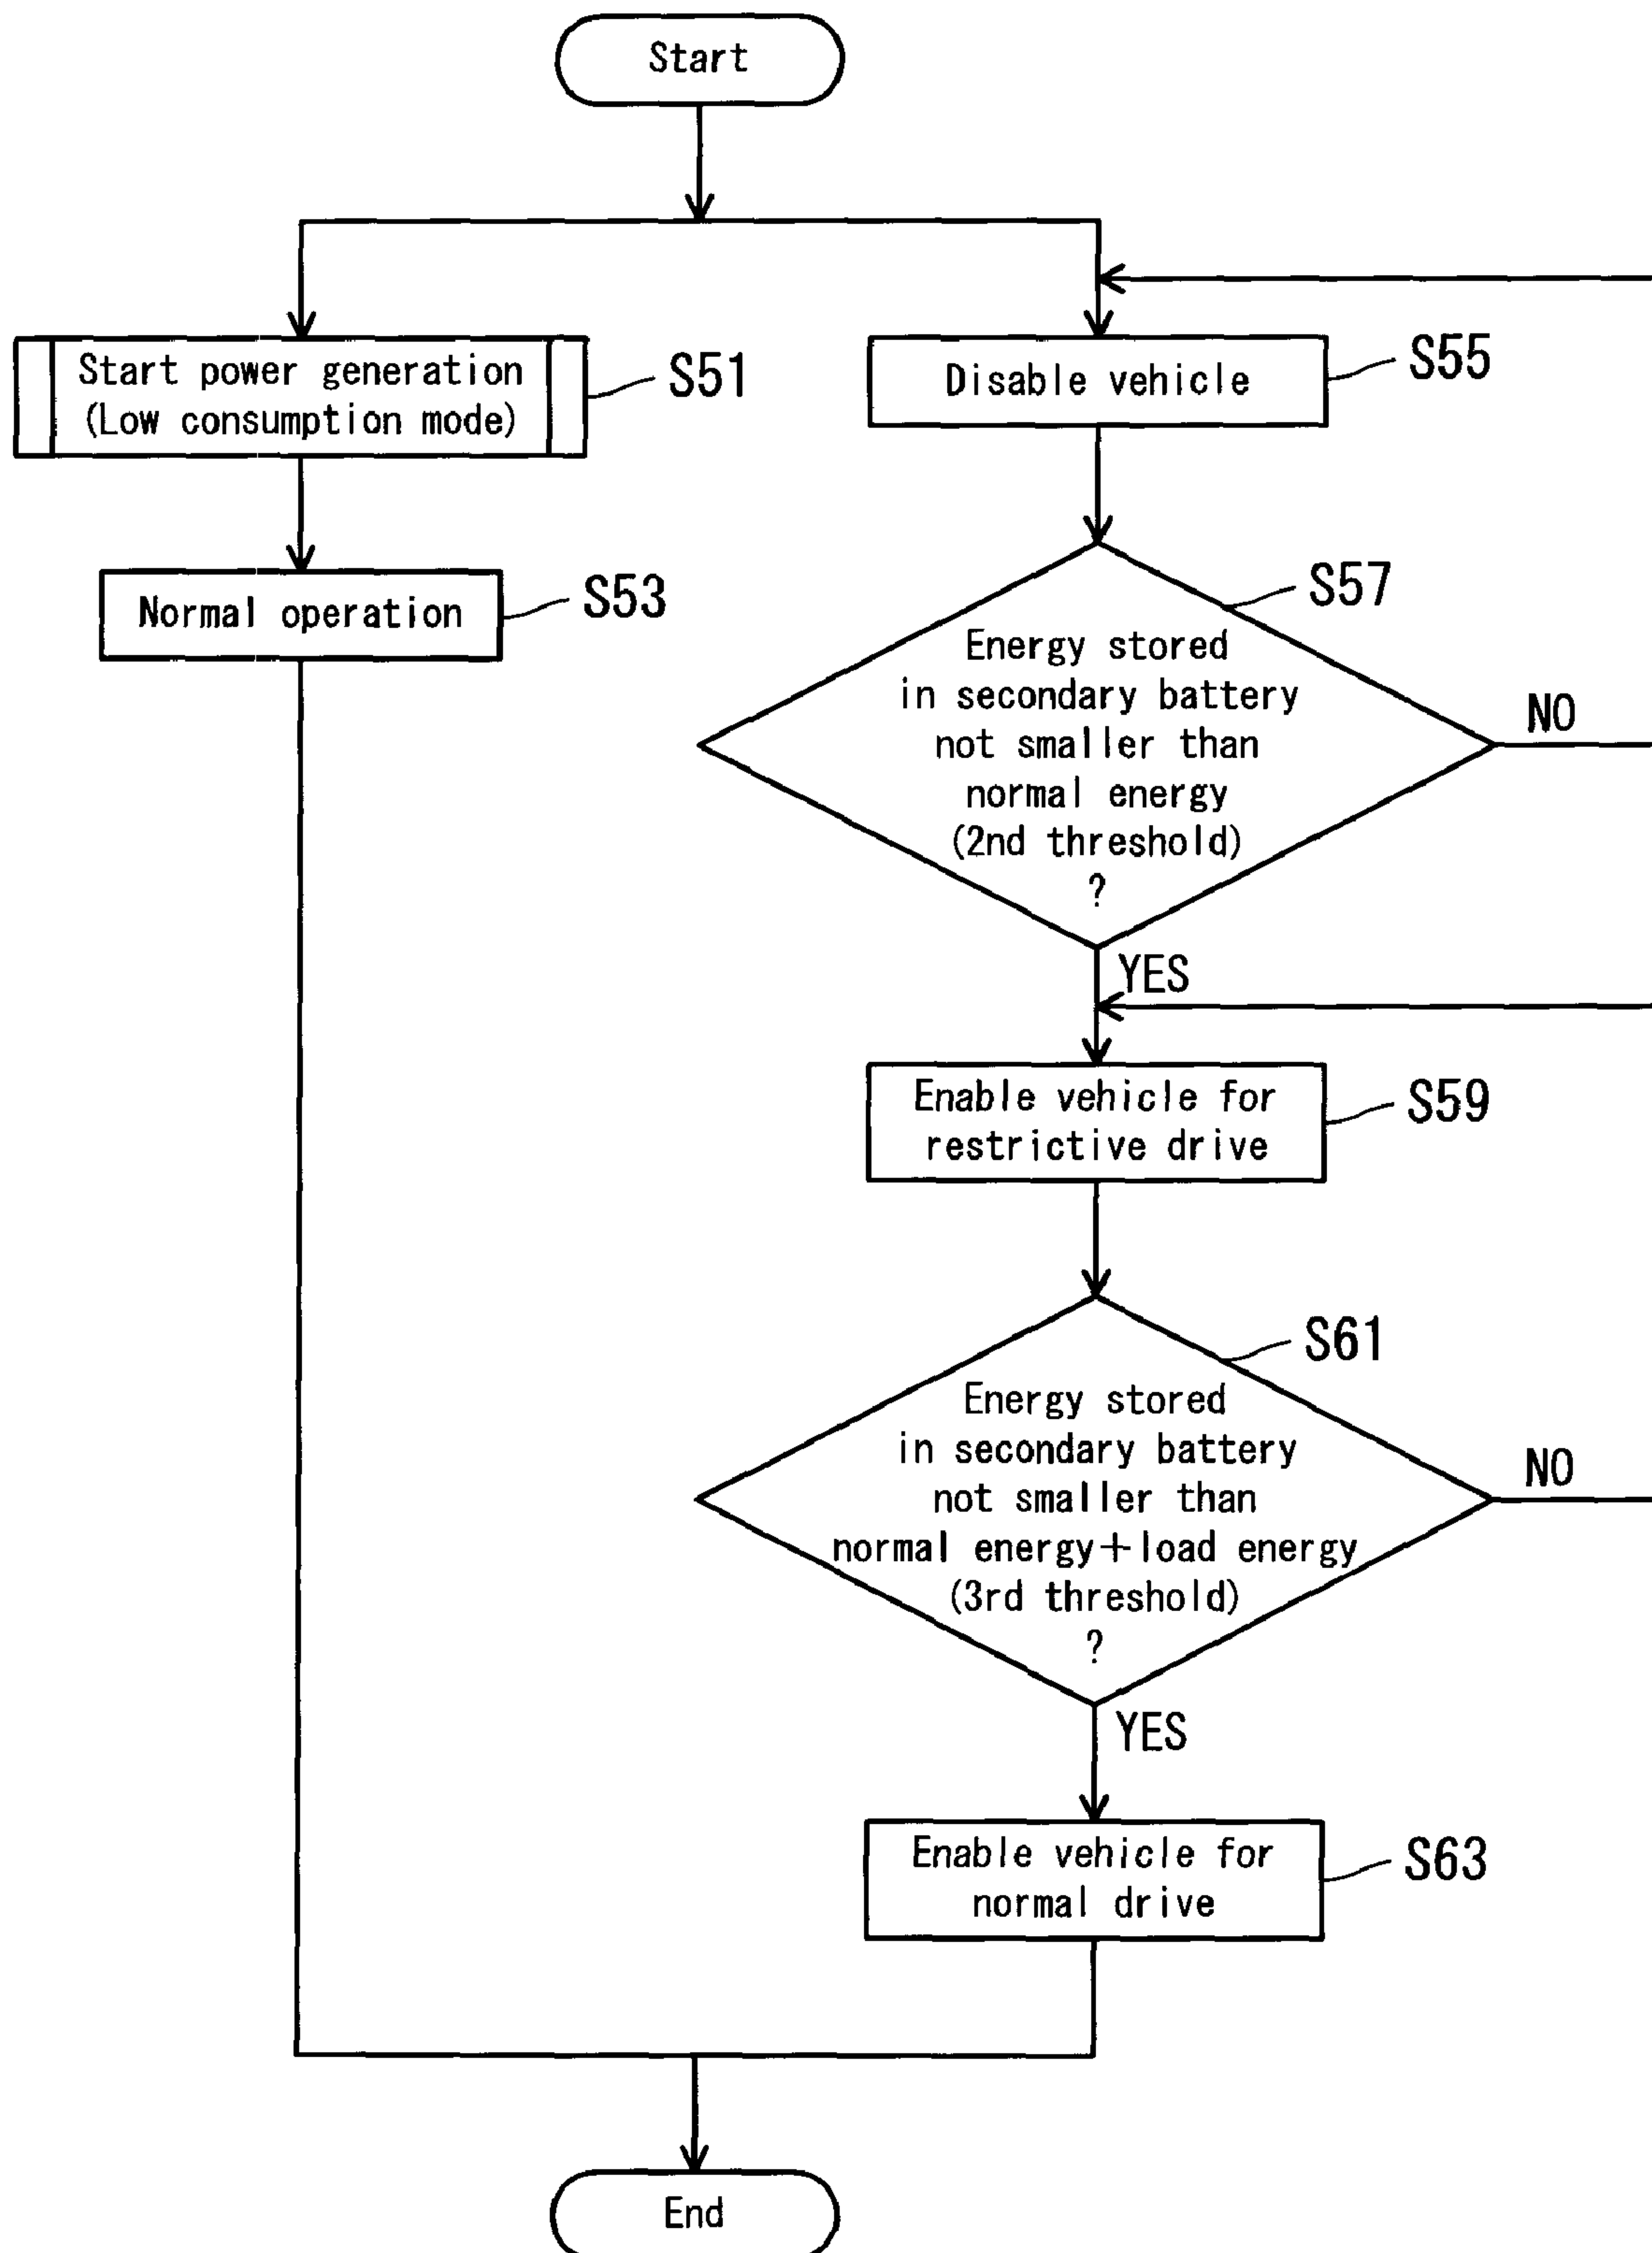 Start
Start power generation
(Low consumption mode)
S51
Normal operation
S53
Disable vehicle
S55
S57
Energy stored
in secondary battery
not smaller than
normal energy
(2nd threshold)
?
NO
YES
Enable vehicle for
restrictive drive
S59
S61
Energy stored
in secondary battery
not smaller than
normal energy+load energy
(3rd threshold)
?
NO
YES
Enable vehicle for
normal drive
S63
End